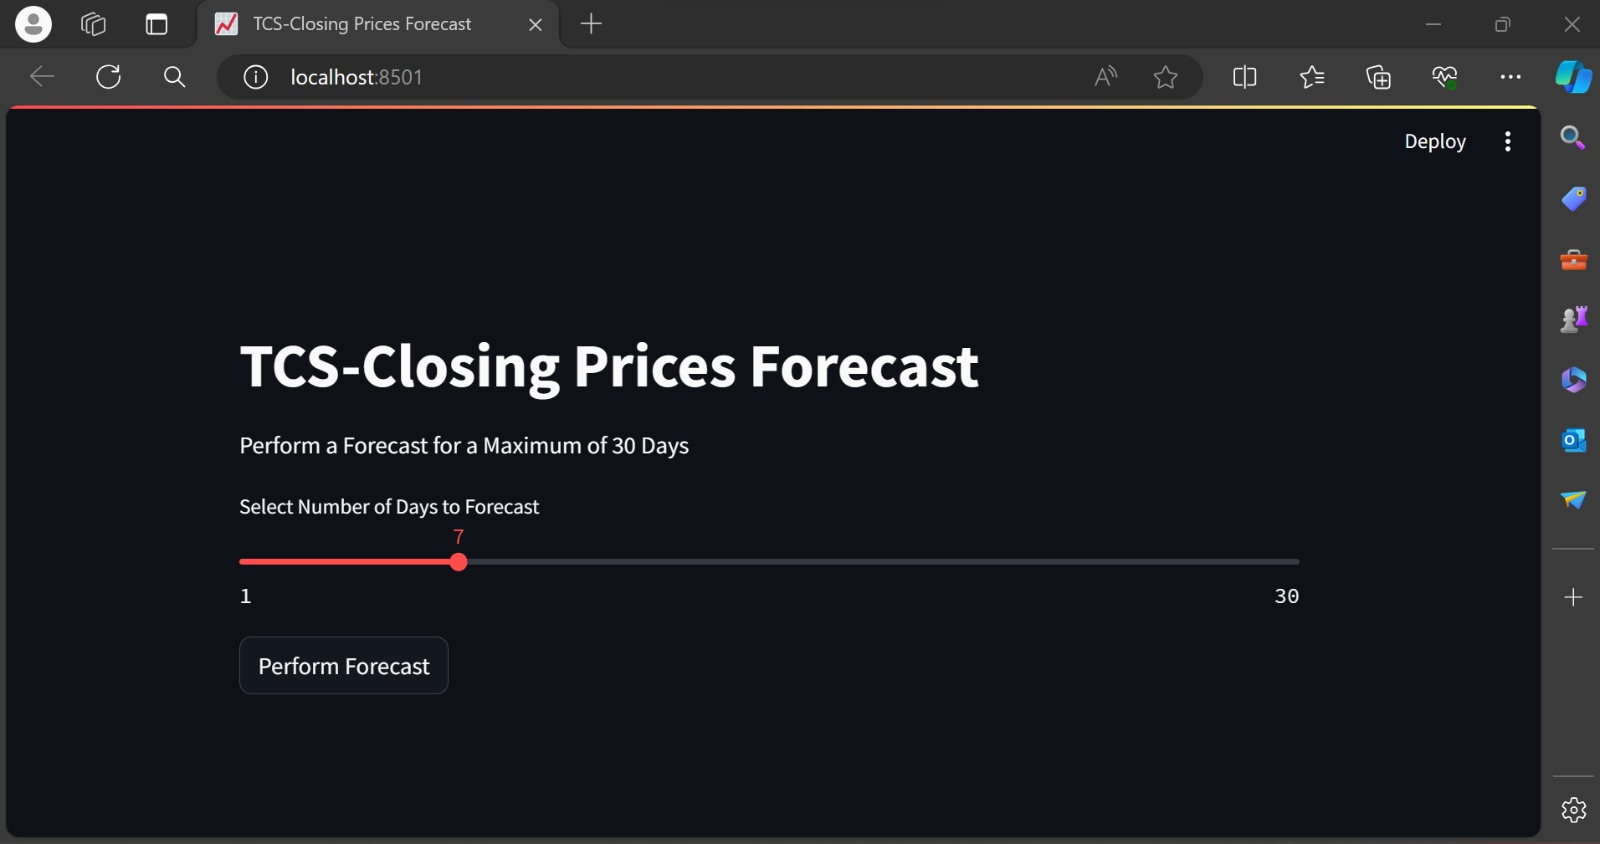 TCS-Closing Prices Forecast
localhost:8501
Deploy
TCS-Closing Prices Forecast
Perform a Forecast for a Maximum of 30 Days
Select Number of Days to Forecast
7
1 30
Perform Forecast